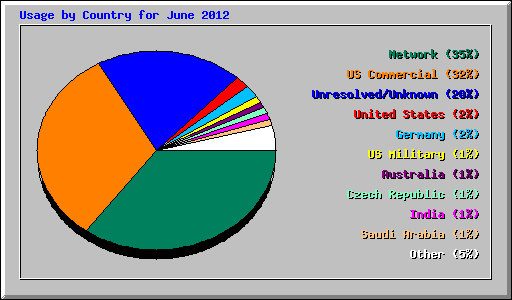 Usage by Country for June 2012
Network (35%)
US Commercial (32%)
Unresolved/Unknown (20%)
United States (2%)
Germany (2%)
US Military (1%)
Australia (1%)
Czech Republic (1%)
India (1%)
Saudi Arabia (1%)
Other (5%)